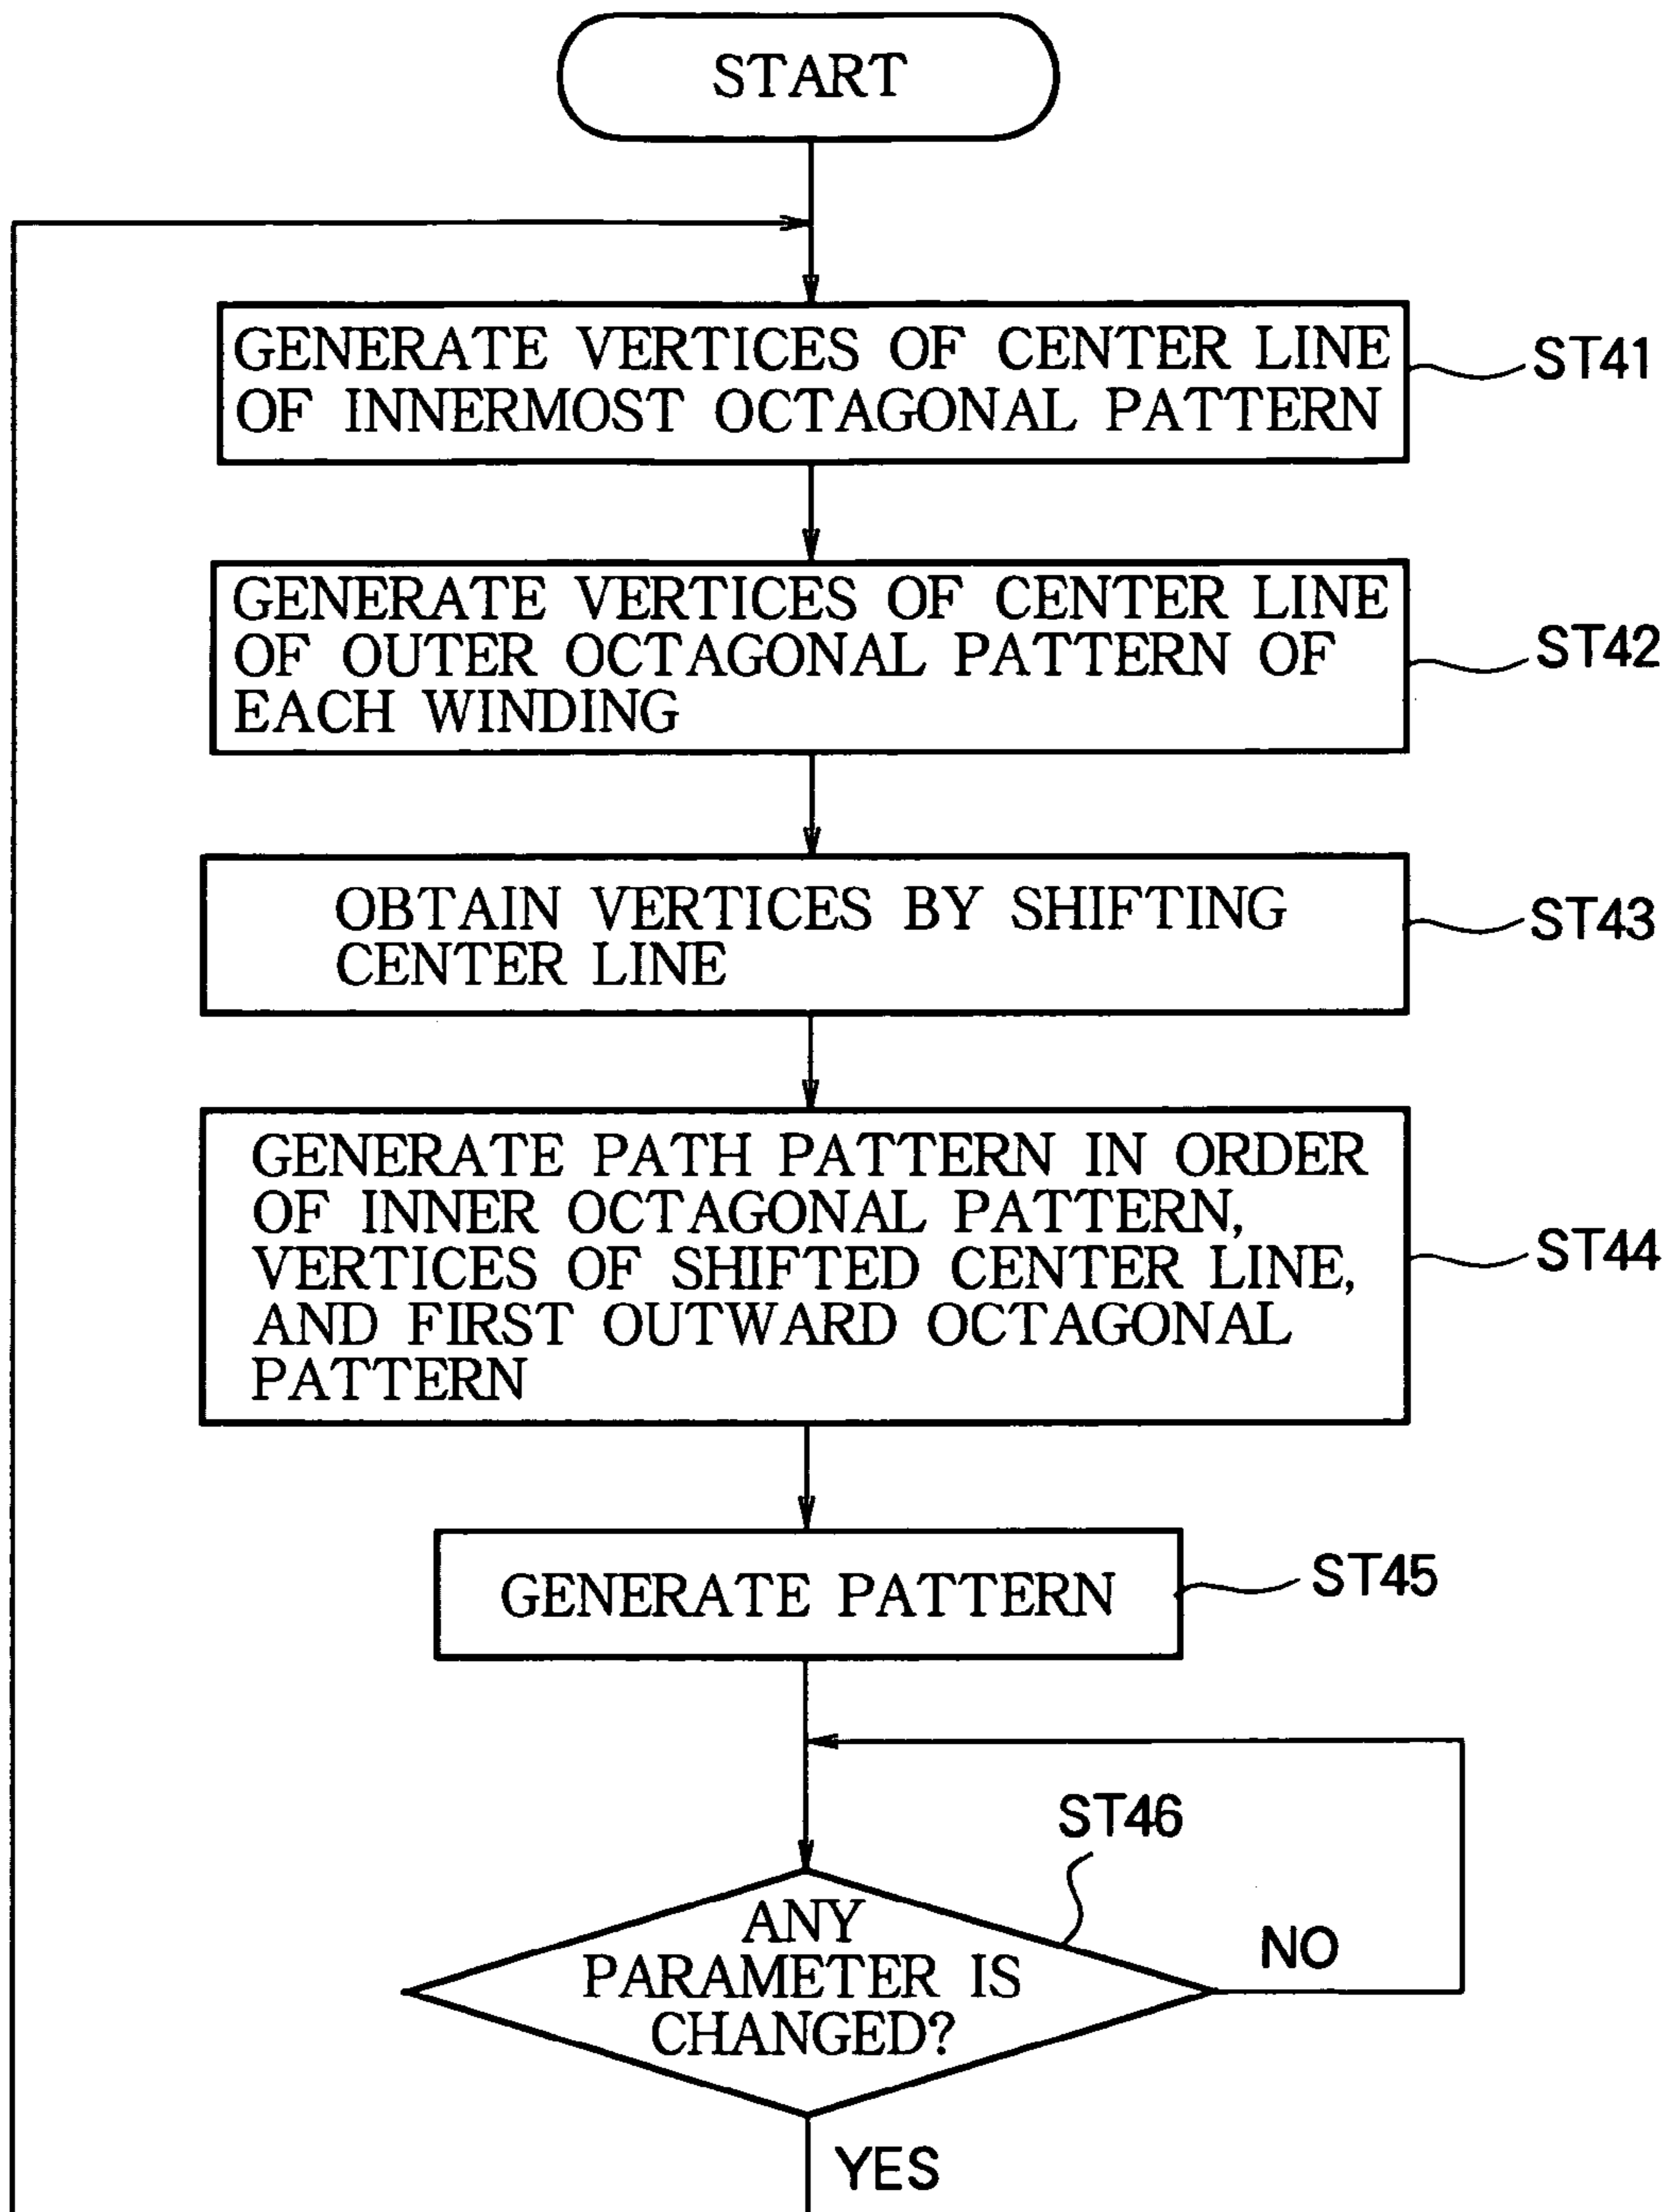 START
GENERATE VERTICES OF CENTER LINE
OF INNERMOST OCTAGONAL PATTERN
ST41
GENERATE VERTICES OF CENTER LINE
OF OUTER OCTAGONAL PATTERN OF
EACH WINDING
ST42
OBTAIN VERTICES BY SHIFTING
CENTER LINE
ST43
GENERATE PATH PATTERN IN ORDER
OF INNER OCTAGONAL PATTERN,
VERTICES OF SHIFTED CENTER LINE,
AND FIRST OUTWARD OCTAGONAL
PATTERN
ST44
GENERATE PATTERN
ST45
ST46
ANY
PARAMETER IS
CHANGED?
NO
YES